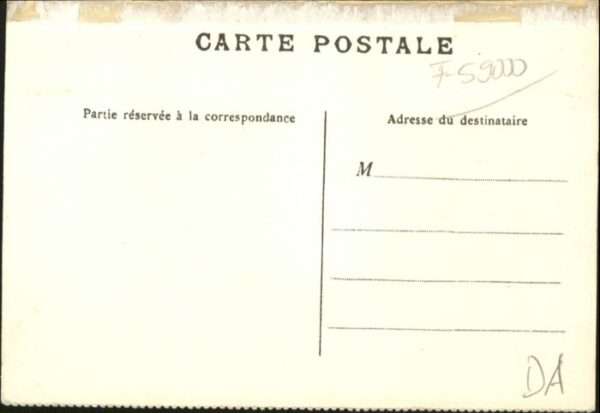 CARTE POSTALE
F-59000
Partie réservée à la correspondance
Adresse du destinataire
M
DA